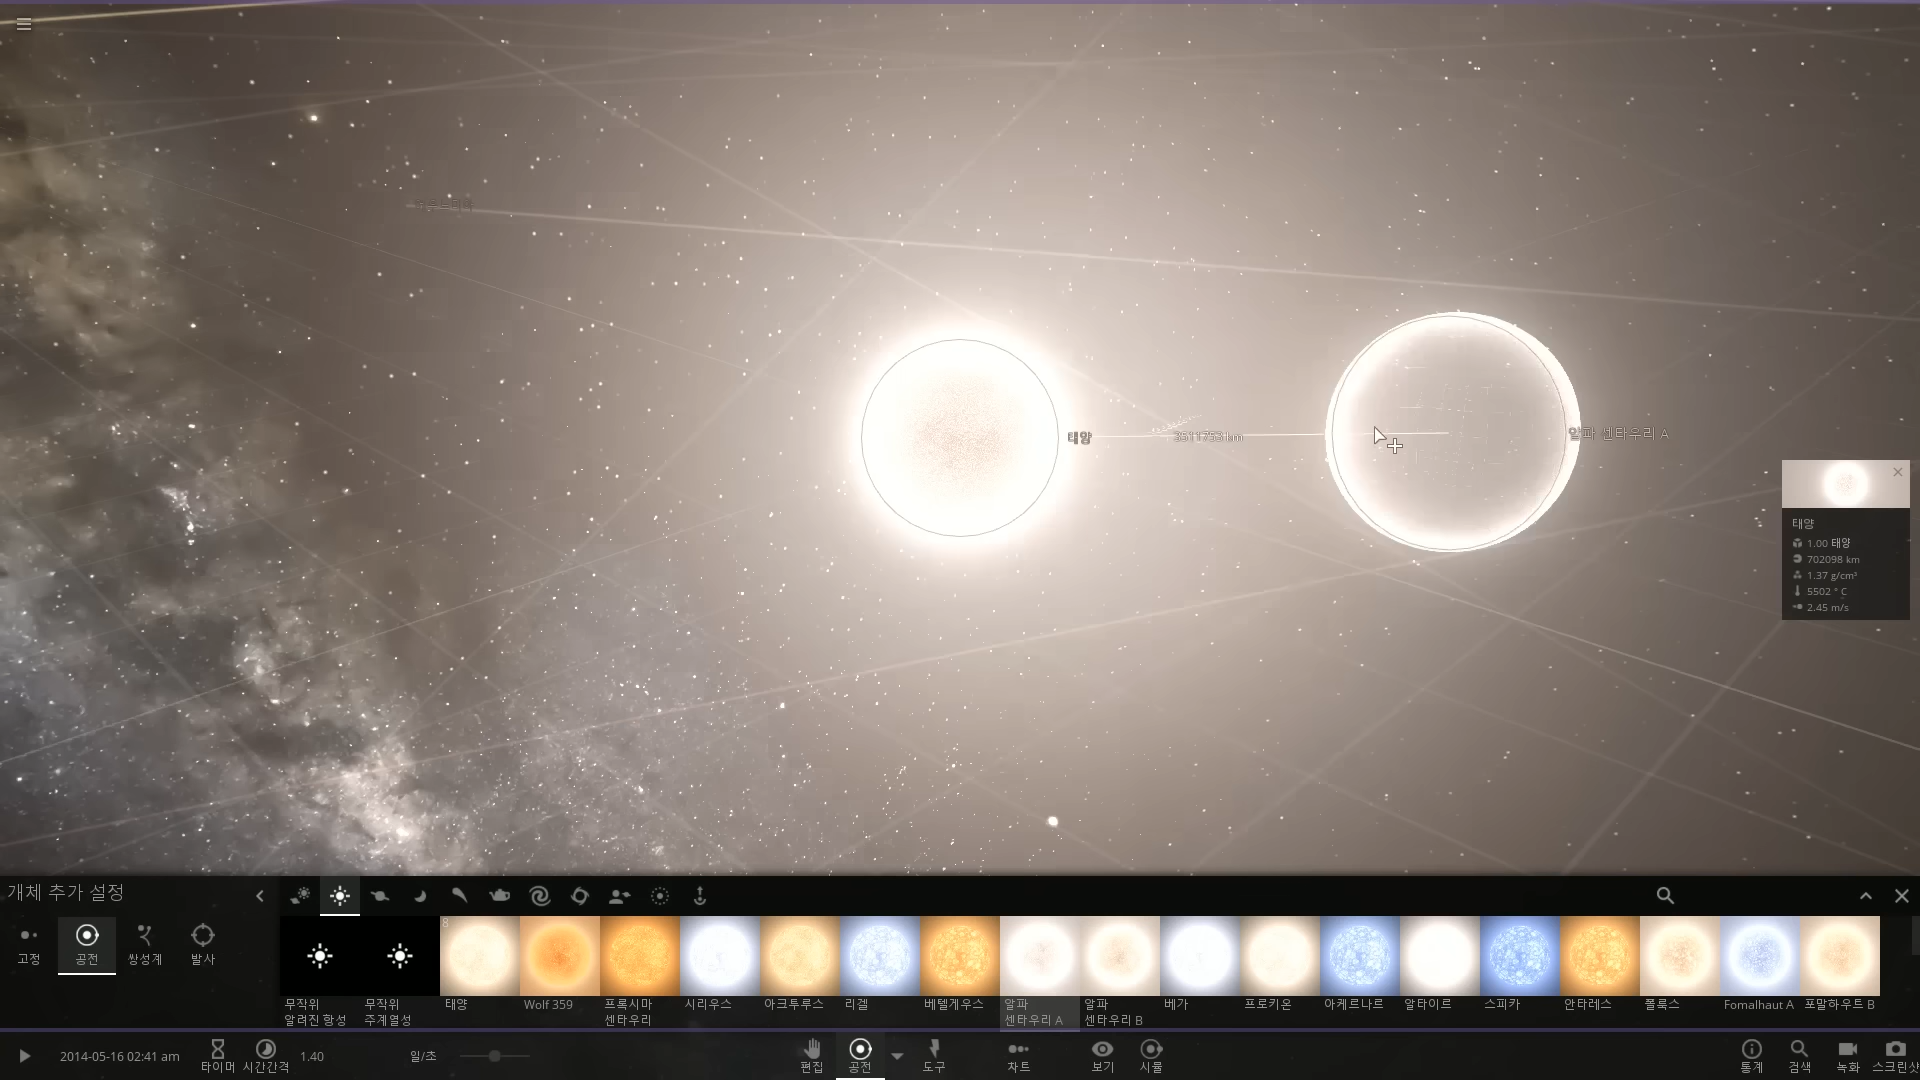 태양
3511753 km
알파 센타우리 A
태양
1.00 태양
702098 km
1.37 g/cm³
5502 ° C
2.45 m/s
개체 추가 설정
고정
공전
쌍성계
발사
무작위
알려진 항성
무작위
주계열성
8
태양
Wolf 359
프록시마
센타우리
시리우스
아크투루스
리겔
베텔게우스
알파
센타우리 A
알파
센타우리 B
베가
프로키온
아케르나르
알타이르
스피카
안타레스
폴룩스
Fomalhaut A
포말하우트 B
2014-05-16 02:41 am
타이머
시간간격
1.40
일/초
편집
공전
도구
차트
보기
시뮬
통계
검색
녹화
스크린샷